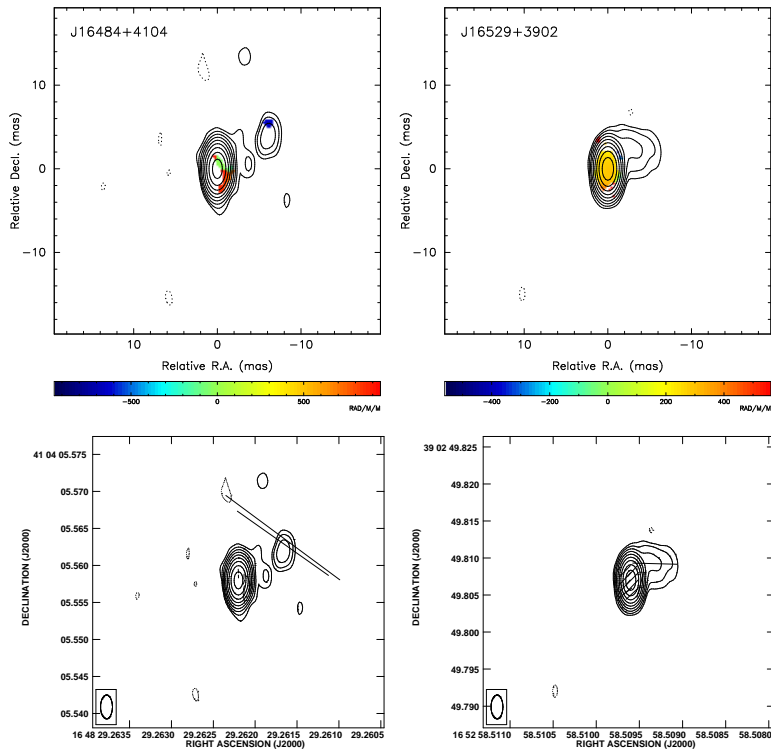 J16484+4104
J16529+3902
Relative Decl. (mas)
10
0
−10
10
0
−10
Relative R.A. (mas)
Relative Decl. (mas)
10
0
−10
10
0
−10
Relative R.A. (mas)
−500
0
500
RAD/M/M
−400
−200
0
200
400
RAD/M/M
DECLINATION (J2000)
41 04 05.575
05.570
05.565
05.560
05.555
05.550
05.545
05.540
16 48 29.2635
29.2630
29.2625
29.2620
29.2615
29.2610
29.2605
RIGHT ASCENSION (J2000)
DECLINATION (J2000)
39 02 49.825
49.820
49.815
49.810
49.805
49.800
49.795
49.790
16 52 58.5110
58.5105
58.5100
58.5095
58.5090
58.5085
58.5080
RIGHT ASCENSION (J2000)